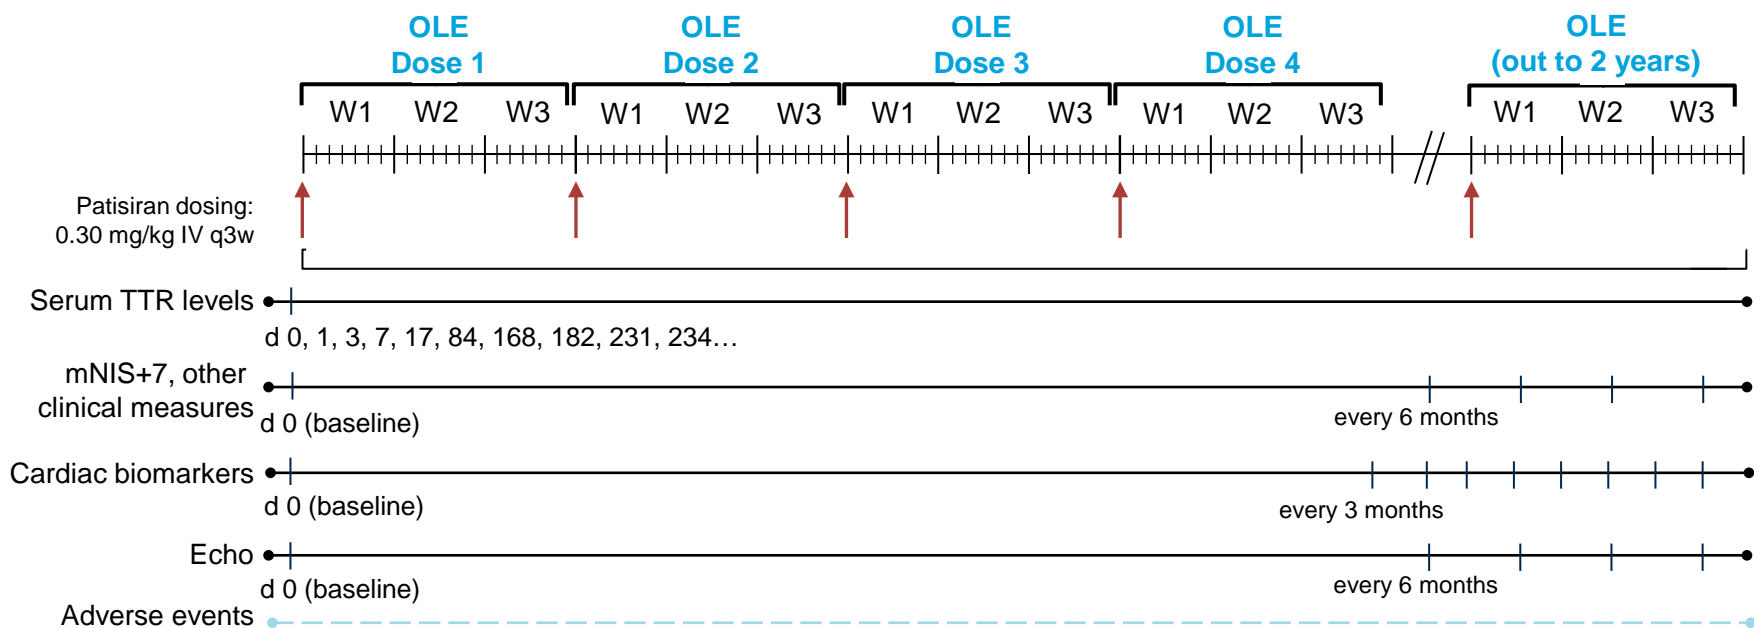 OLE
Dose 1
OLE
Dose 2
OLE
Dose 3
OLE
Dose 4
OLE
(out to 2 years)
W1 W2 W3 W1 W2 W3 W1 W2 W3 W1 W2 W3 W1 W2 W3
Patisiran dosing:
0.30 mg/kg IV q3w
Serum TTR levels
d 0, 1, 3, 7, 17, 84, 168, 182, 231, 234…
mNIS+7, other
clinical measures
d 0 (baseline)
every 6 months
Cardiac biomarkers
d 0 (baseline)
every 3 months
Echo
d 0 (baseline)
every 6 months
Adverse events